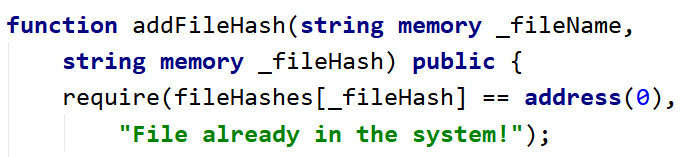 function addFileHash(string memory _fileName,
string memory _fileHash) public {
require(fileHashes[_fileHash] == address(0),
"File already in the system!");